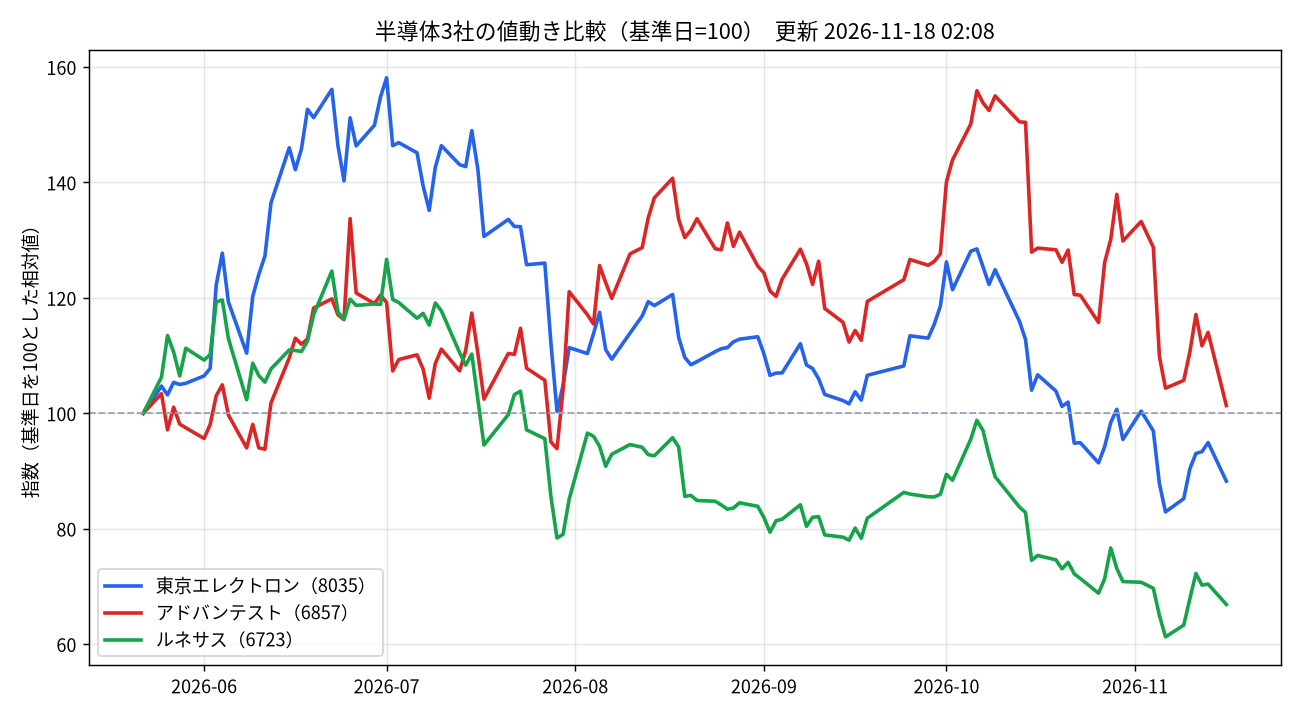 半導体3社の値動き比較（基準日=100）　更新 2026-11-18 02:08
指数（基準日を100とした相対値）
160
140
120
100
80
60
東京エレクトロン（8035）
アドバンテスト（6857）
ルネサス（6723）
2026-06
2026-07
2026-08
2026-09
2026-10
2026-11